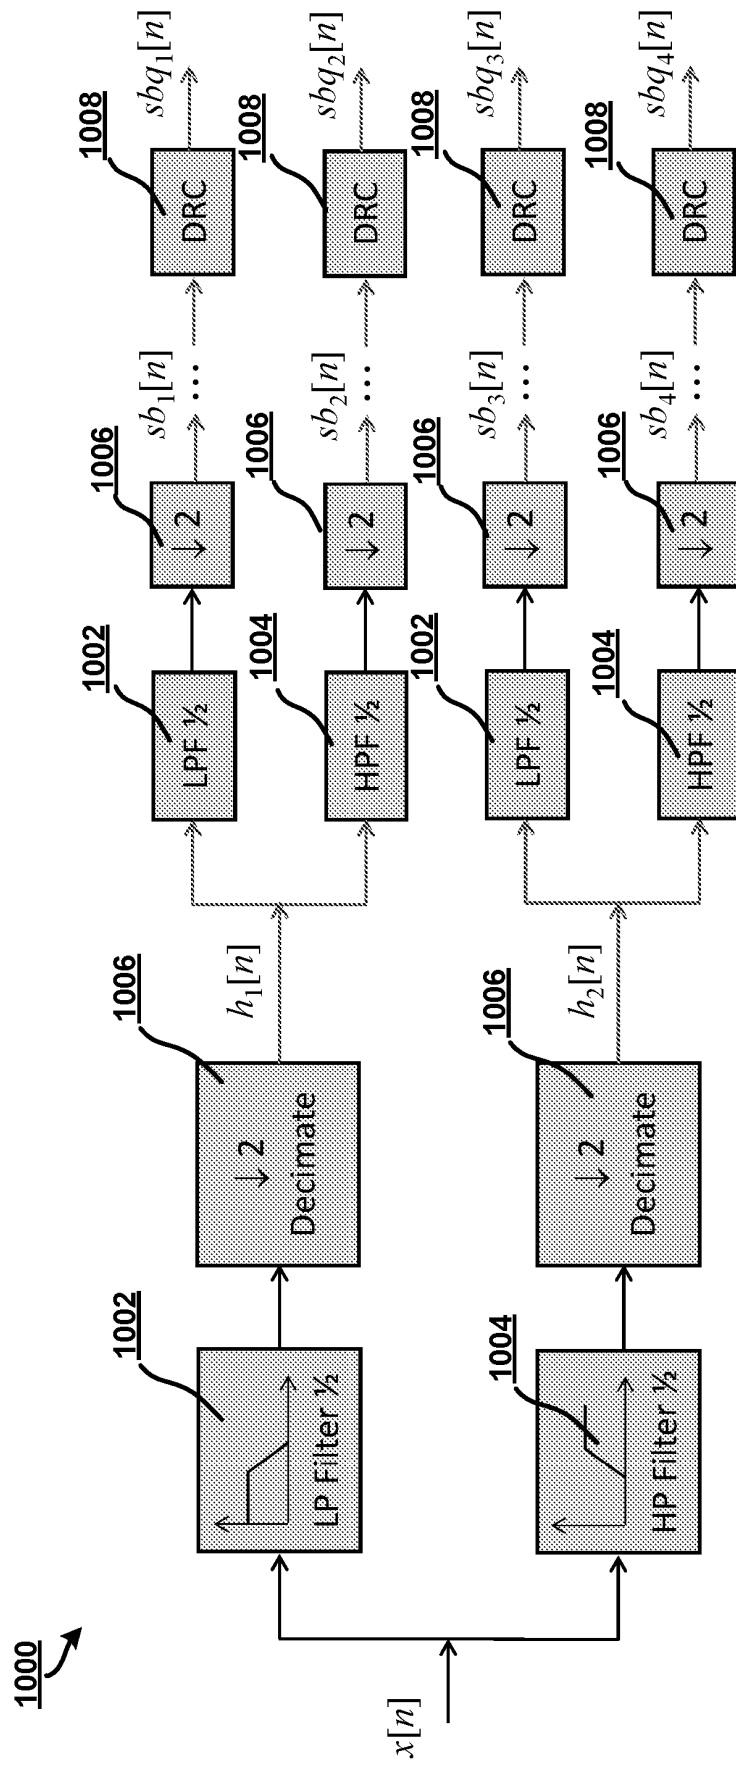 1000
x[n]
1002
LP Filter ½
1006
↓ 2
Decimate
h₁[n]
1004
HP Filter ½
1006
↓ 2
Decimate
h₂[n]
1002
LPF ½
1006
↓ 2
sb₁[n]
...
1008
DRC
sbq₁[n]
1004
HPF ½
1006
↓ 2
sb₂[n]
...
1008
DRC
sbq₂[n]
1002
LPF ½
1006
↓ 2
sb₃[n]
...
1008
DRC
sbq₃[n]
1004
HPF ½
1006
↓ 2
sb₄[n]
...
1008
DRC
sbq₄[n]